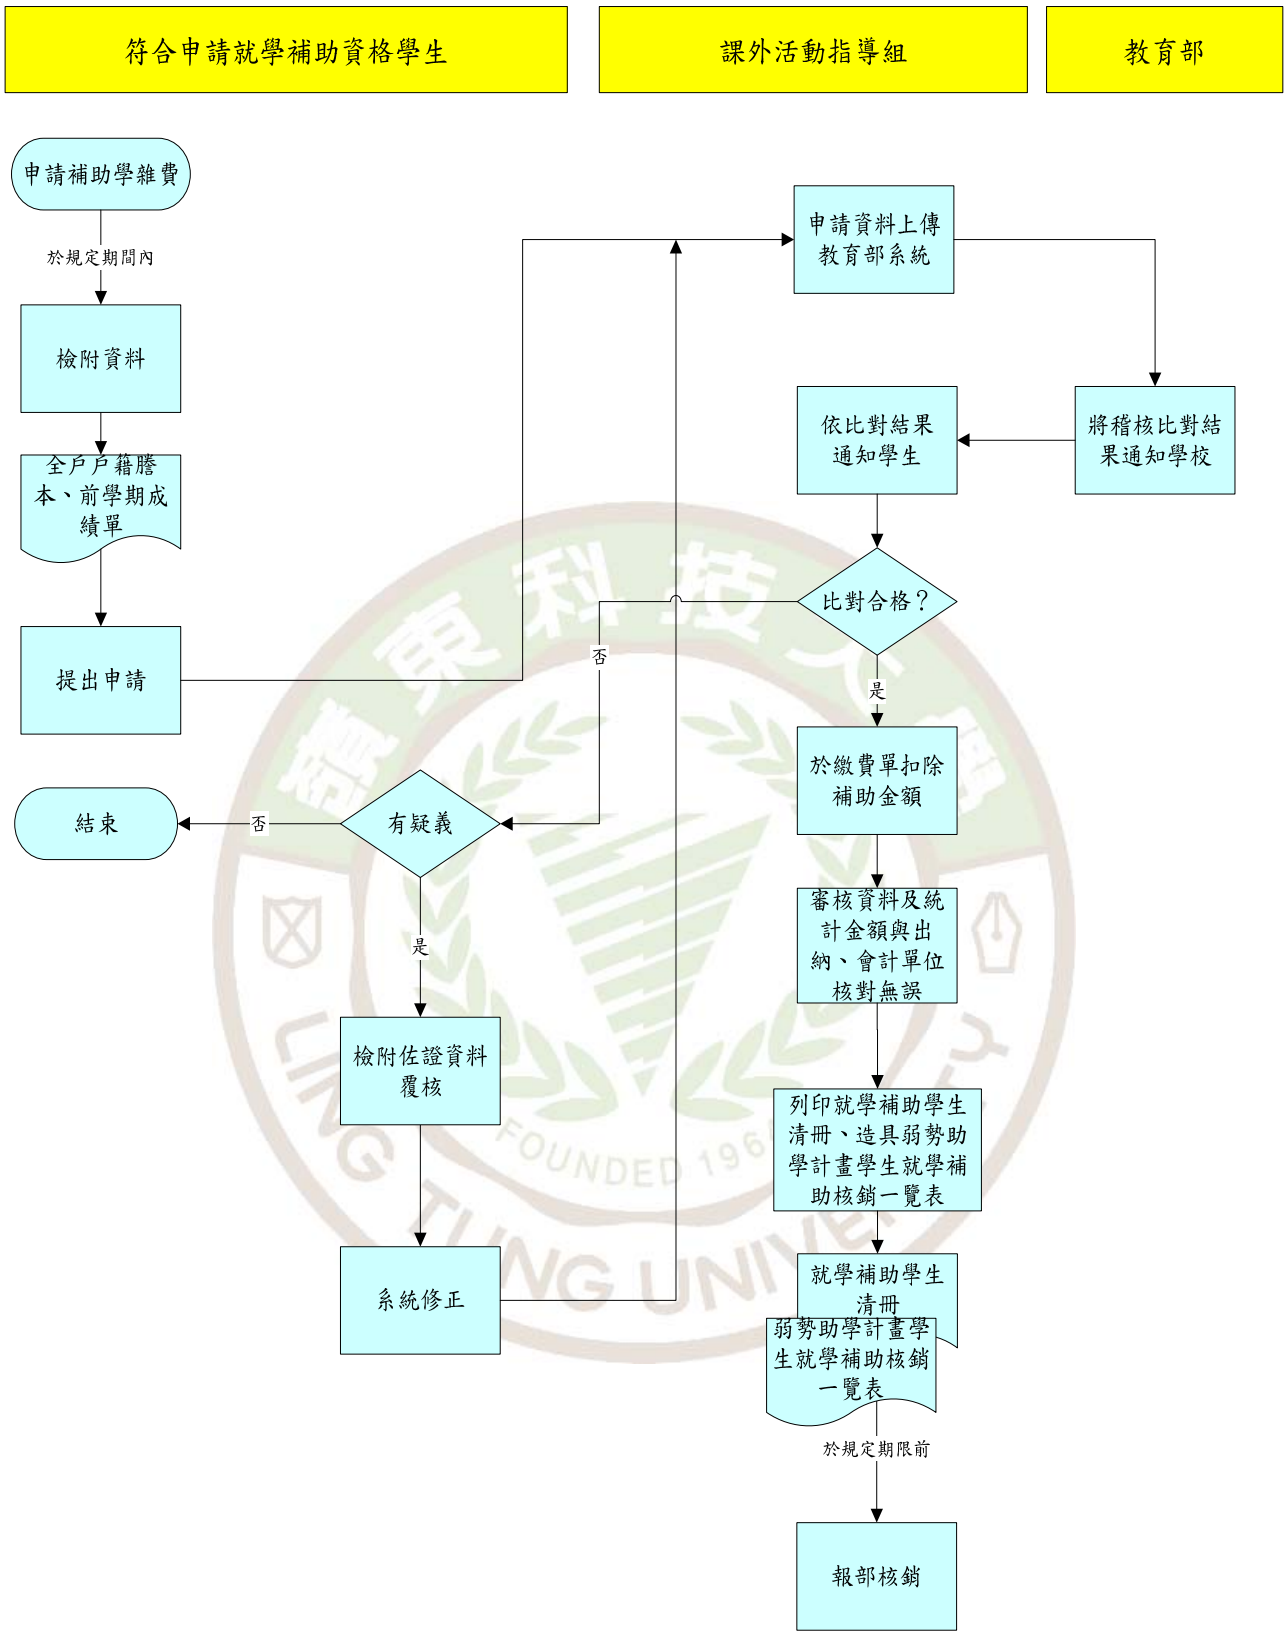 符合申請就學補助資格學生
課外活動指導組
教育部
申請補助學雜費
於規定期間內
檢附資料
全戶戶籍謄
本、前學期成
績單
提出申請
申請資料上傳
教育部系統
將稽核比對結
果通知學校
依比對結果
通知學生
比對合格？
否
是
有疑義
否
結束
是
檢附佐證資料
覆核
系統修正
於繳費單扣除
補助金額
審核資料及統
計金額與出
納、會計單位
核對無誤
列印就學補助學生
清冊、造具弱勢助
學計畫學生就學補
助核銷一覽表
就學補助學生
清冊
弱勢助學計畫學
生就學補助核銷
一覽表
於規定期限前
報部核銷
東科技大
LING TUNG UNIVE
FOUNDED 196